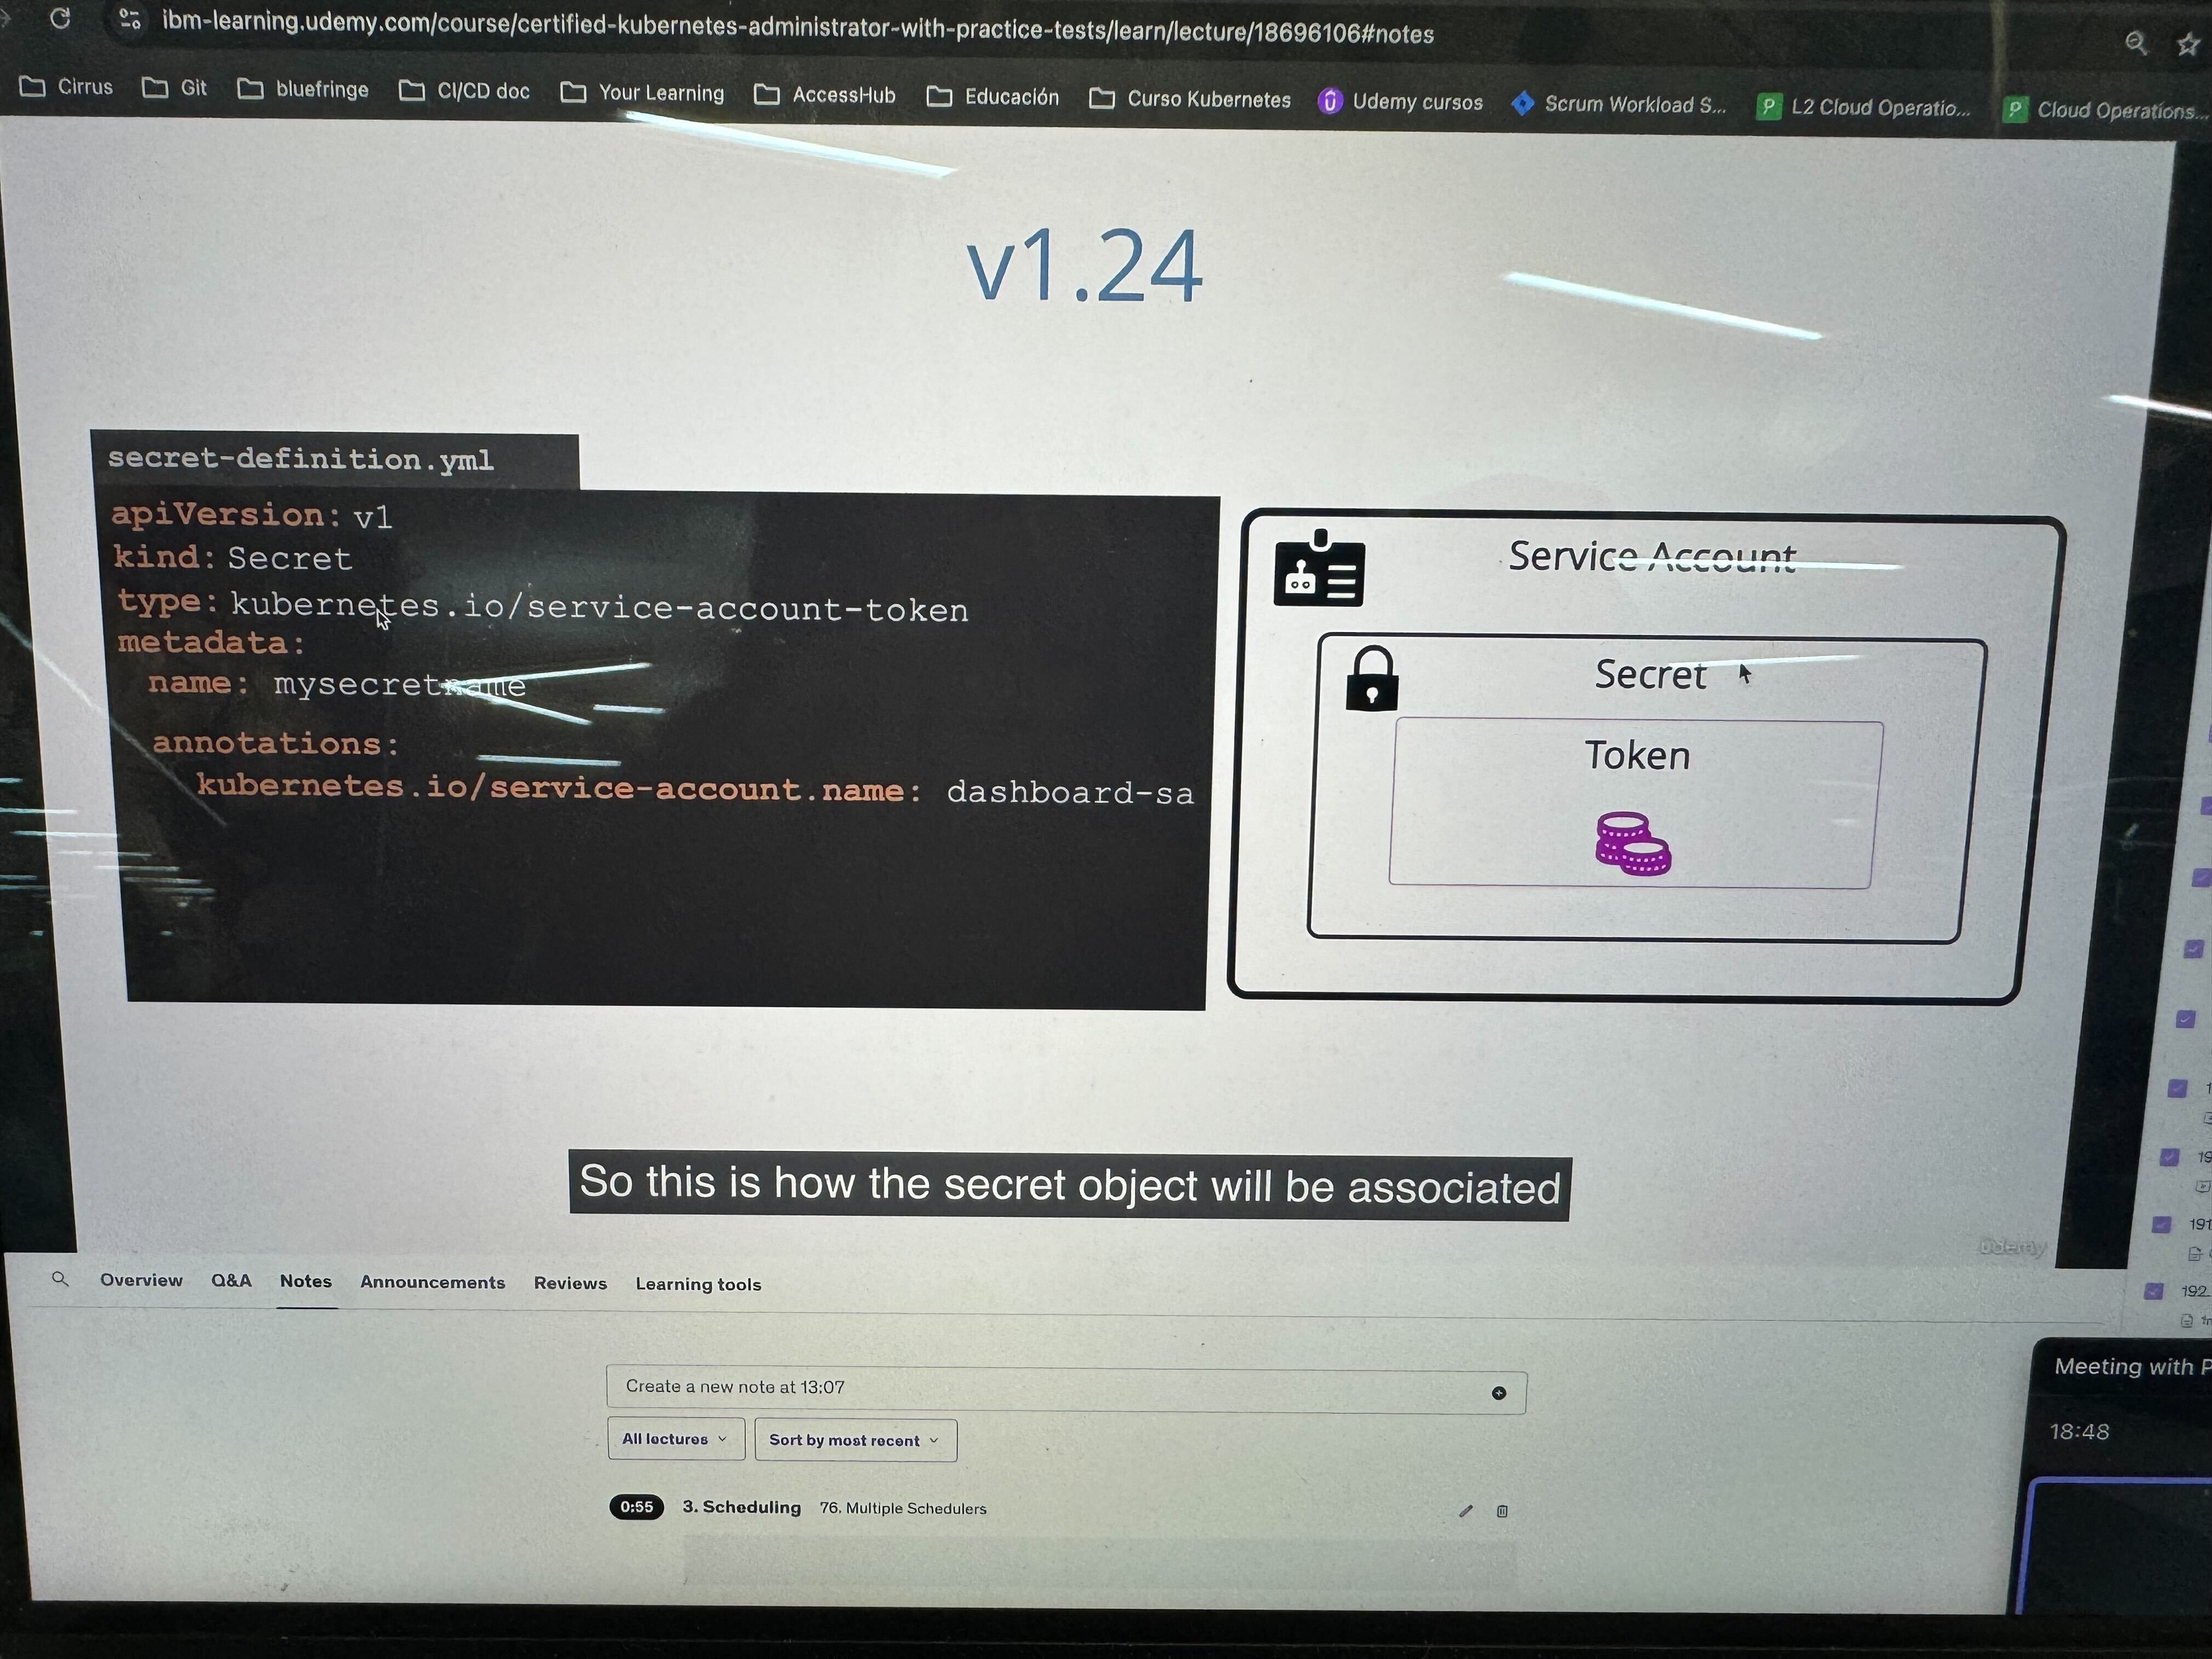 ibm-learning.udemy.com/course/certified-kubernetes-administrator-with-practice-tests/learn/lecture/18696106#notes
Cirrus Git bluefringe CI/CD doc Your Learning AccessHub Educación Curso Kubernetes Udemy cursos Scrum Workload S... L2 Cloud Operatio... Cloud Operations...
v1.24
secret-definition.yml
apiVersion: v1
kind: Secret
type: kubernetes.io/service-account-token
metadata:
name: mysecretname
annotations:
kubernetes.io/service-account.name: dashboard-sa
Service Account
Secret
Token
So this is how the secret object will be associated
udemy
Overview Q&A Notes Announcements Reviews Learning tools
Create a new note at 13:07
All lectures Sort by most recent
0:55 3. Scheduling 76. Multiple Schedulers
191
192.
Meeting with P
18:48